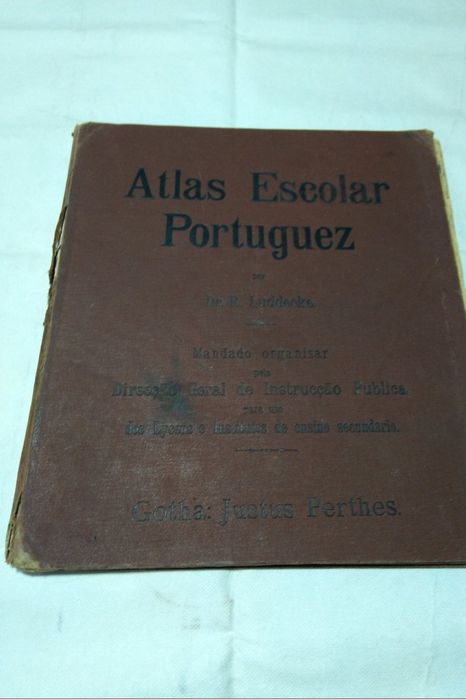 Atlas Escolar
Portuguez
por
Dr. R. Luddecke.
Mandado organisar
pela
Direcção Geral de Instrucção Publica
para uso
dos Lyceus e Institutos de ensino secundario.
Gotha: Justus Perthes.